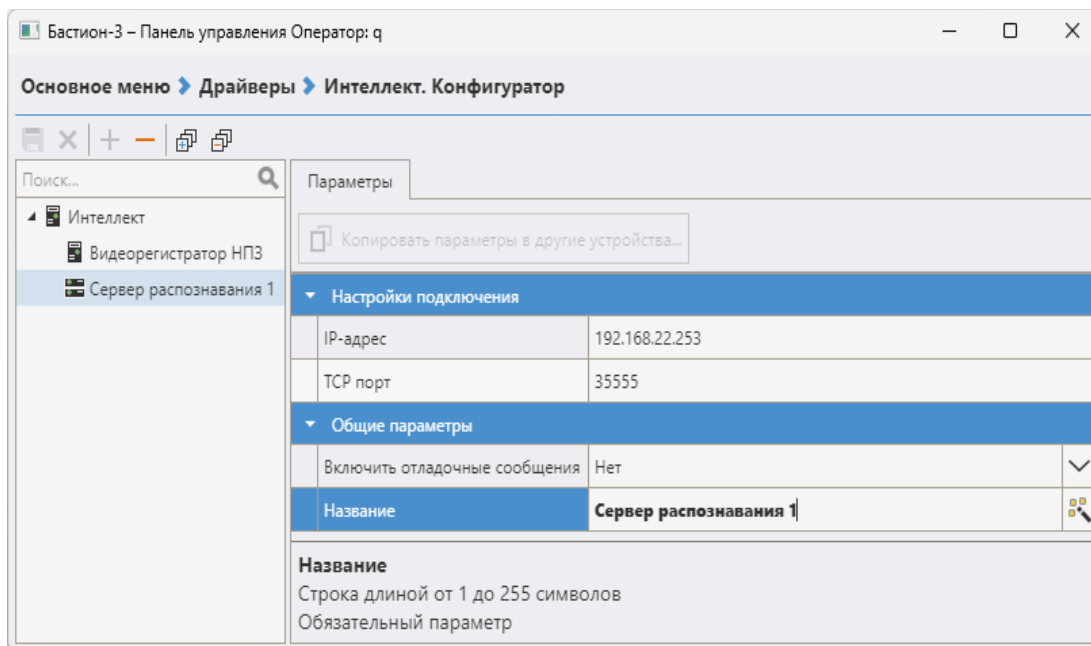 Бастион-3 – Панель управления Оператор: q
Основное меню Драйверы Интеллект. Конфигуратор
Поиск...
Интеллект
Видеорегистратор НПЗ
Сервер распознавания 1
Параметры
Копировать параметры в другие устройства...
Настройки подключения
IP-адрес 192.168.22.253
TCP порт 35555
Общие параметры
Включить отладочные сообщения Нет
Название Сервер распознавания 1
Название
Строка длиной от 1 до 255 символов
Обязательный параметр